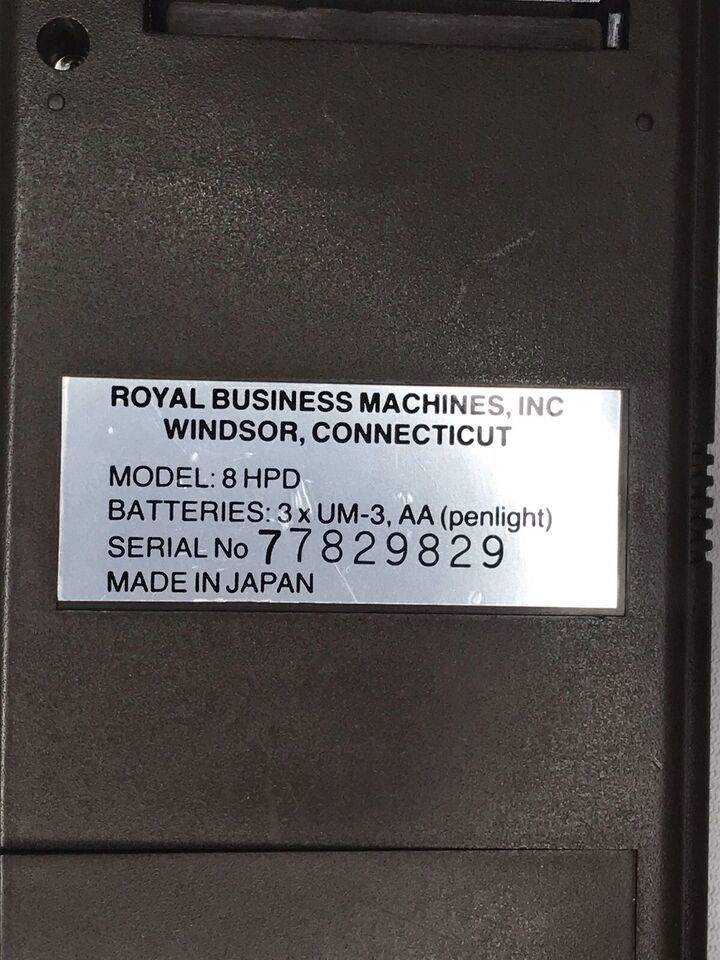 ROYAL BUSINESS MACHINES, INC
WINDSOR, CONNECTICUT
MODEL: 8 HPD
BATTERIES: 3 x UM-3, AA (penlight)
SERIAL No 77829829
MADE IN JAPAN